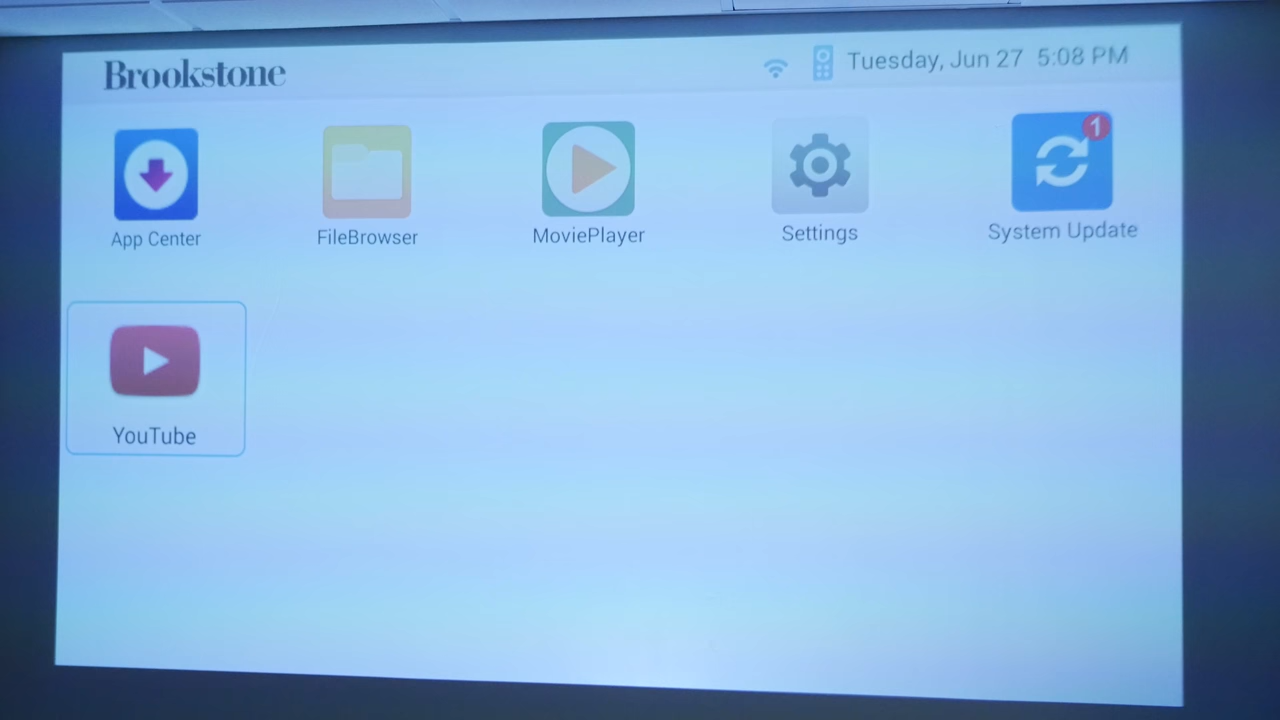 Brookstone
Tuesday, Jun 27 5:08 PM
App Center
FileBrowser
MoviePlayer
Settings
1
System Update
YouTube